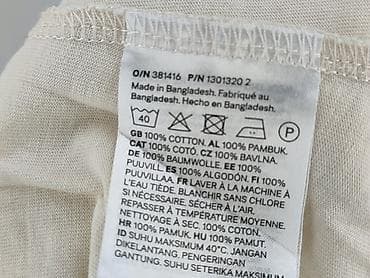 O/N 381416 P/N 1301320 2
Made in Bangladesh. Fabriqué au
Bangladesh. Hecho en Bangladesh.
40 P
GB 100% COTTON. AL 100% PAMBUK.
CAT 100% COTÓ. CZ 100% BAVLNA.
DE 100% BAUMWOLLE. EE 100%
PUUVILL. ES 100% ALGODÓN. FI 100%
PUUVILLAA. FR LAVER À LA MACHINE À
L'EAU TIÈDE. BLANCHIR SANS CHLORE
SI NÉCESSAIRE. SÉCHER À L'AIR.
REPASSER À TEMPÉRATURE MOYENNE.
NETTOYAGE À SEC. 100% COTON.
HR 100% PAMUK. HU 100% PAMUT.
ID SUHU MAKSIMUM 40°C, JANGAN
DIKELANTANG. PENGERINGAN
GANTUNG. SUHU SETERIKA MAKSIMUM